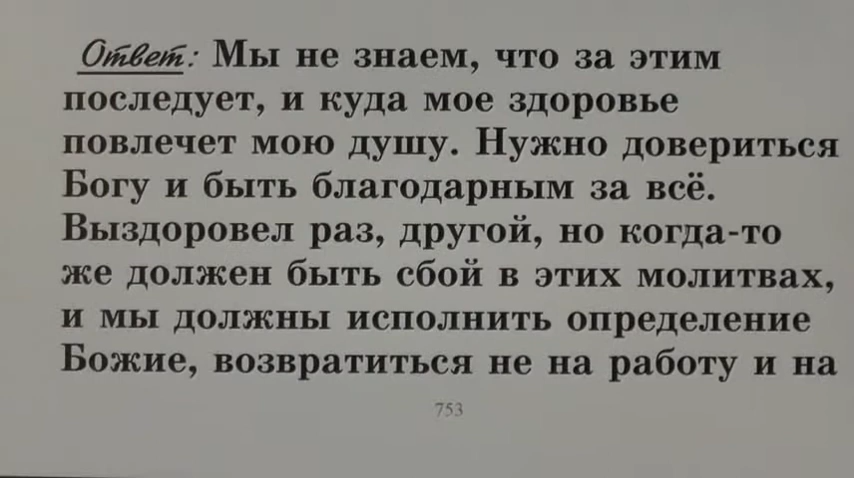 Ответ: Мы не знаем, что за этим
последует, и куда мое здоровье
повлечет мою душу. Нужно довериться
Богу и быть благодарным за всё.
Выздоровел раз, другой, но когда-то
же должен быть сбой в этих молитвах,
и мы должны исполнить определение
Божие, возвратиться не на работу и на
753